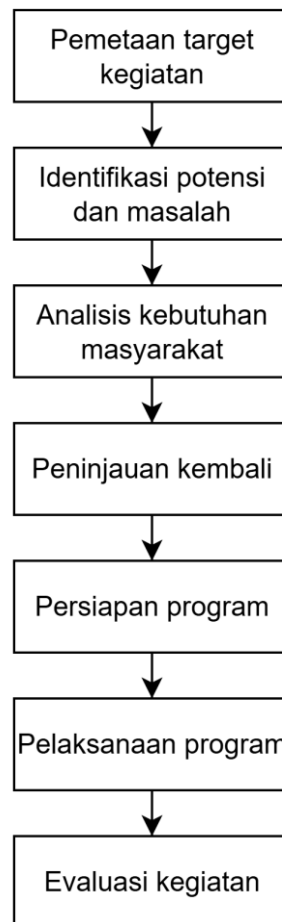 Pemetaan target
kegiatan
Identifikasi potensi
dan masalah
Analisis kebutuhan
masyarakat
Peninjauan kembali
Persiapan program
Pelaksanaan program
Evaluasi kegiatan